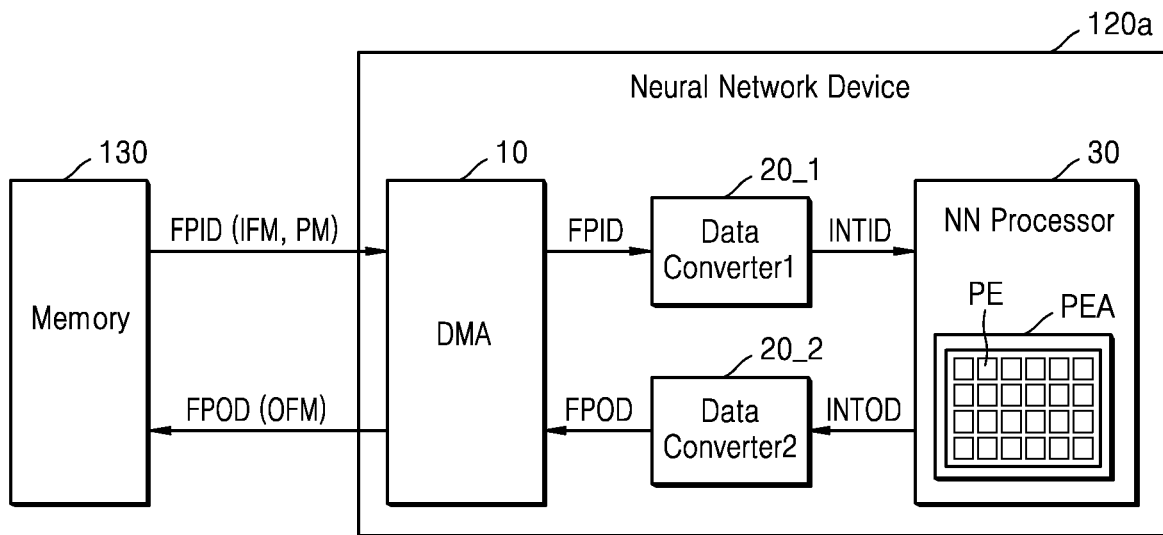 120a
Neural Network Device
130
10
20_1
30
FPID (IFM, PM)
FPID
Data
Converter1
INTID
NN Processor
Memory
DMA
PE
PEA
20_2
FPOD (OFM)
FPOD
Data
Converter2
INTOD